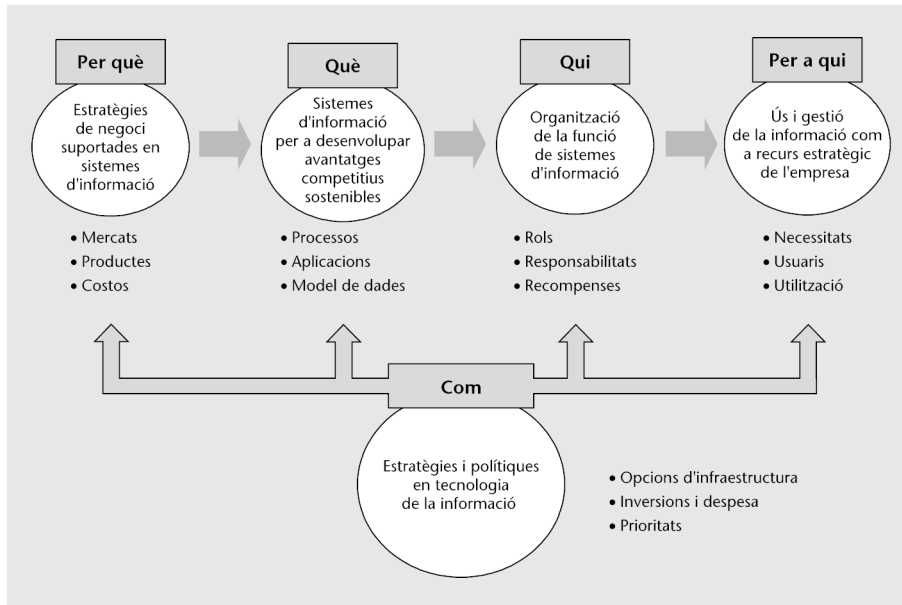 Per què
Estratègies
de negoci
suportades en
sistemes
d'informació
• Mercats
• Productes
• Costos
Què
Sistemes
d'informació
per a desenvolupar
avantatges
competitius
sostenibles
• Processos
• Aplicacions
• Model de dades
Qui
Organització
de la funció
de sistemes
d'informació
• Rols
• Responsabilitats
• Recompenses
Per a qui
Ús i gestió
de la informació com
a recurs estratègic
de l'empresa
• Necessitats
• Usuaris
• Utilització
Com
Estratègies i polítiques
en tecnologia
de la informació
• Opcions d'infraestructura
• Inversions i despesa
• Prioritats